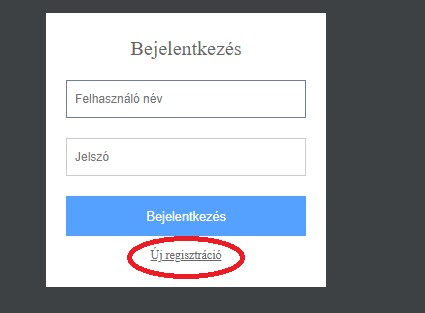 Bejelentkezés
Felhasználó név
Jelszó
Bejelentkezés
Új regisztráció